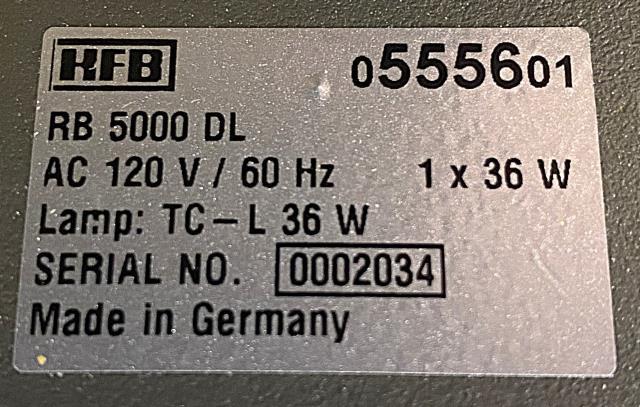 KFB 0555601
RB 5000 DL
AC 120 V / 60 Hz 1 x 36 W
Lamp: TC-L 36 W
SERIAL NO. 0002034
Made in Germany